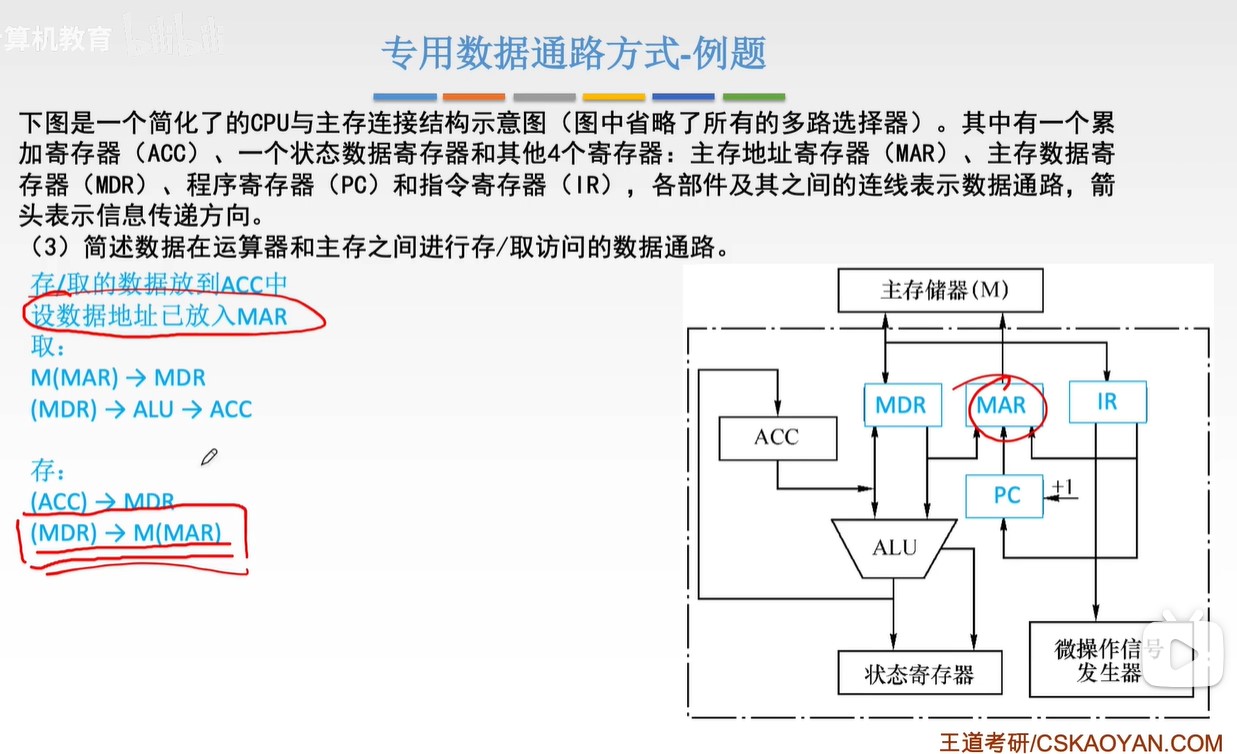 算机教育 bilibili
专用数据通路方式-例题
下图是一个简化了的CPU与主存连接结构示意图（图中省略了所有的多路选择器）。其中有一个累
加寄存器（ACC）、一个状态数据寄存器和其他4个寄存器：主存地址寄存器（MAR）、主存数据寄
存器（MDR）、程序寄存器（PC）和指令寄存器（IR），各部件及其之间的连线表示数据通路，箭
头表示信息传递方向。
（3）简述数据在运算器和主存之间进行存/取访问的数据通路。
存/取的数据放到ACC中
设数据地址已放入MAR
取：
M(MAR) → MDR
(MDR) → ALU → ACC
存：
(ACC) → MDR
(MDR) → M(MAR)
主存储器(M)
MDR
MAR
IR
ACC
PC
+1
ALU
状态寄存器
微操作信号
发生器
王道考研/CSKAOYAN.COM